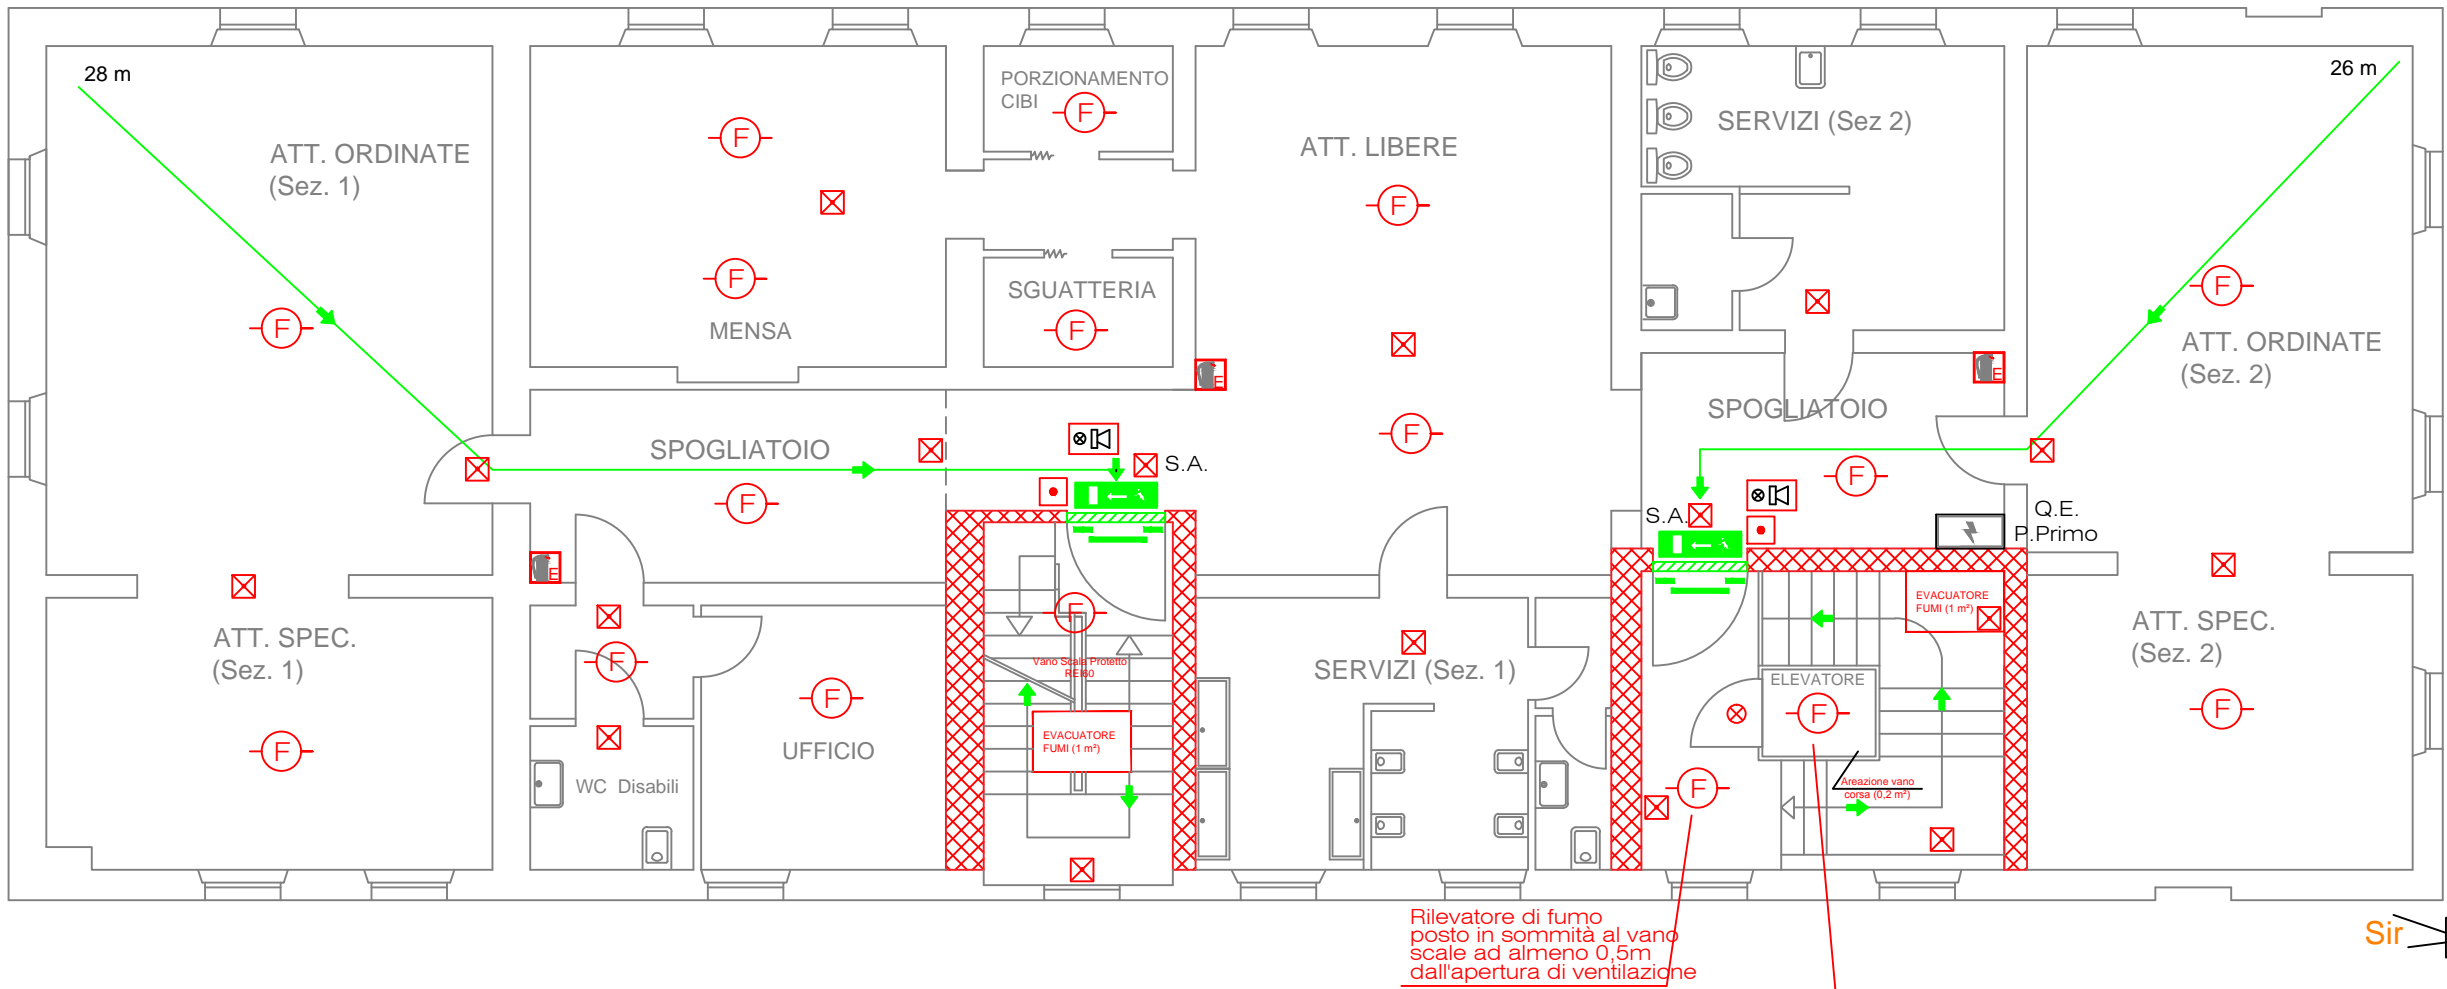 28 m
26 m
PORZIONAMENTO
CIBI
F
F
SERVIZI (Sez 2)
ATT. ORDINATE
(Sez. 1)
ATT. LIBERE
F
F
F
SGUATTERIA
F
F
MENSA
F
ATT. ORDINATE
(Sez. 2)
E
E
SPOGLIATOIO
SPOGLIATOIO
F
S.A.
F
F
S.A.
Q.E.
P.Primo
E
EVACUATORE
FUMI (1 m²)
F
ATT. SPEC.
(Sez. 1)
F
Vano Scala Protetto
REI60
SERVIZI (Sez. 1)
ELEVATORE
ATT. SPEC.
(Sez. 2)
F
F
F
F
UFFICIO
EVACUATORE
FUMI (1 m²)
WC Disabili
F
Areazione vano
corsa (0,2 m²)
Rilevatore di fumo
posto in sommità al vano
scale ad almeno 0,5m
dall'apertura di ventilazione
Sir